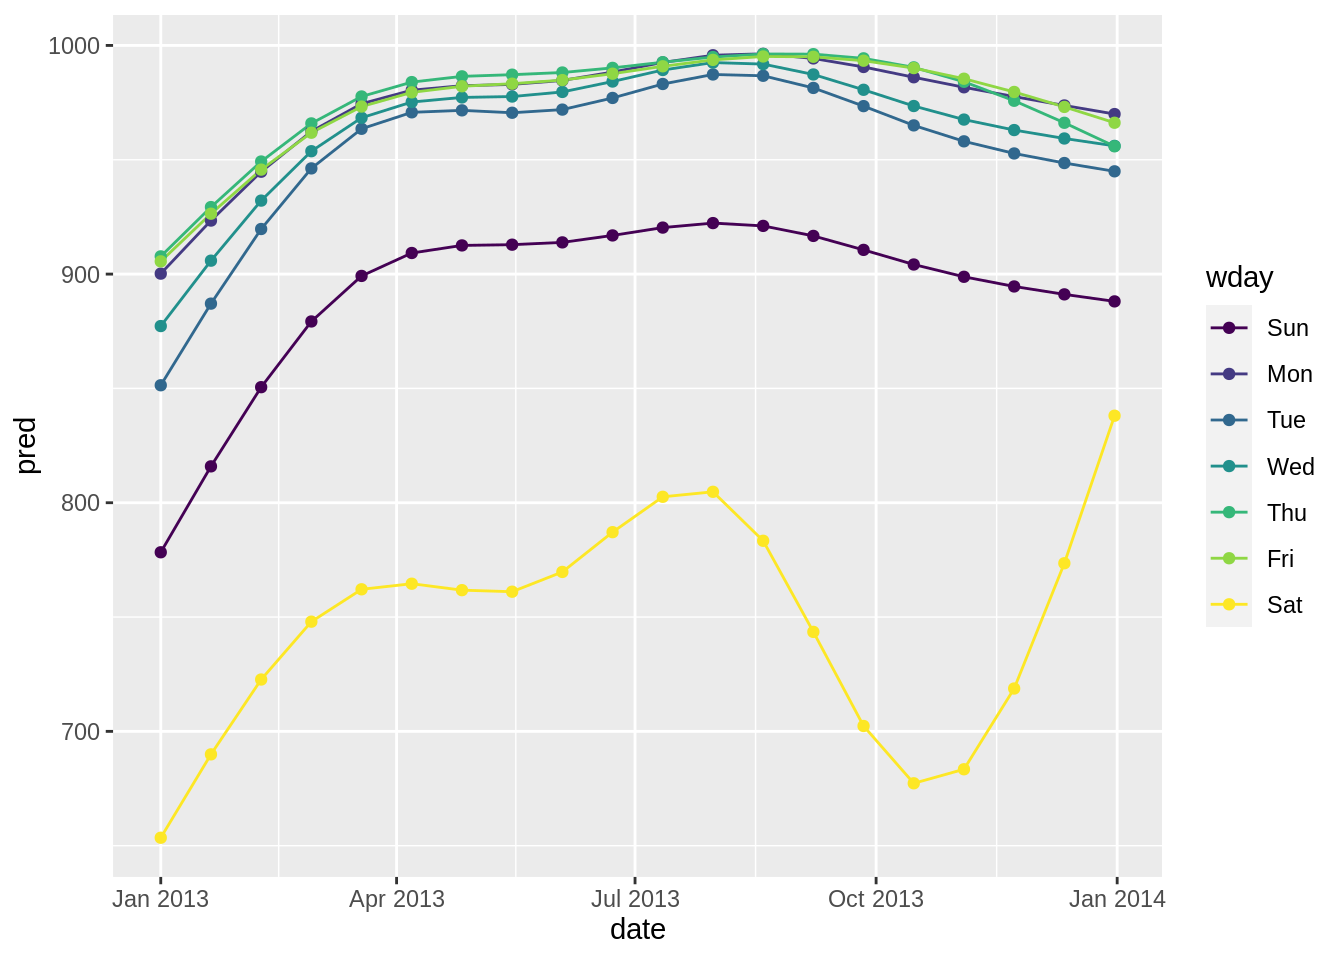 1000
900
800
700
pred
Jan 2013
Apr 2013
Jul 2013
Oct 2013
Jan 2014
date
wday
Sun
Mon
Tue
Wed
Thu
Fri
Sat